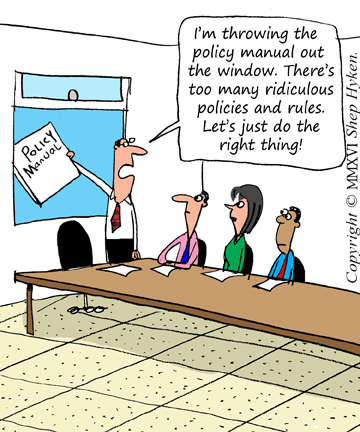 I'm throwing the
policy manual out
the window. There's
too many ridiculous
policies and rules.
Let's just do the
right thing!
Policy
Manual
Copyright © MMXVI Shep Hyken.